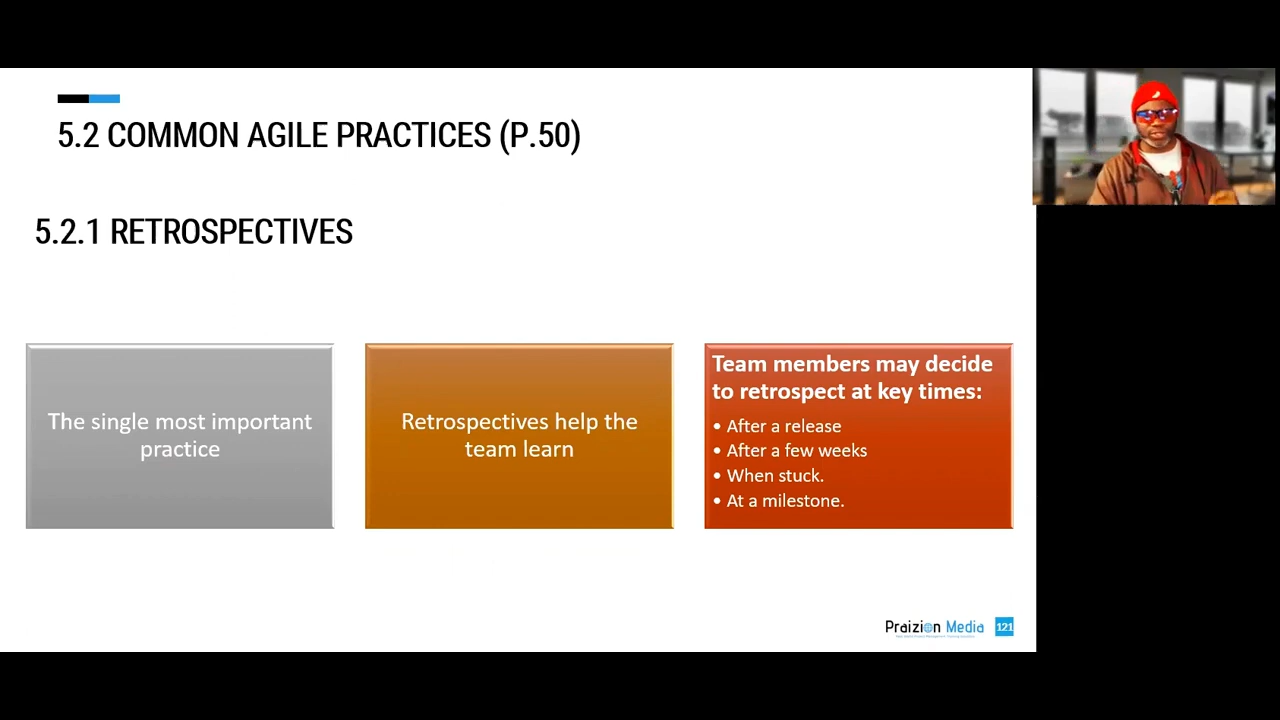 5.2 COMMON AGILE PRACTICES (P.50)
5.2.1 RETROSPECTIVES
The single most important
practice
Retrospectives help the
team learn
Team members may decide
to retrospect at key times:
• After a release
• After a few weeks
• When stuck.
• At a milestone.
Praizion Media
121